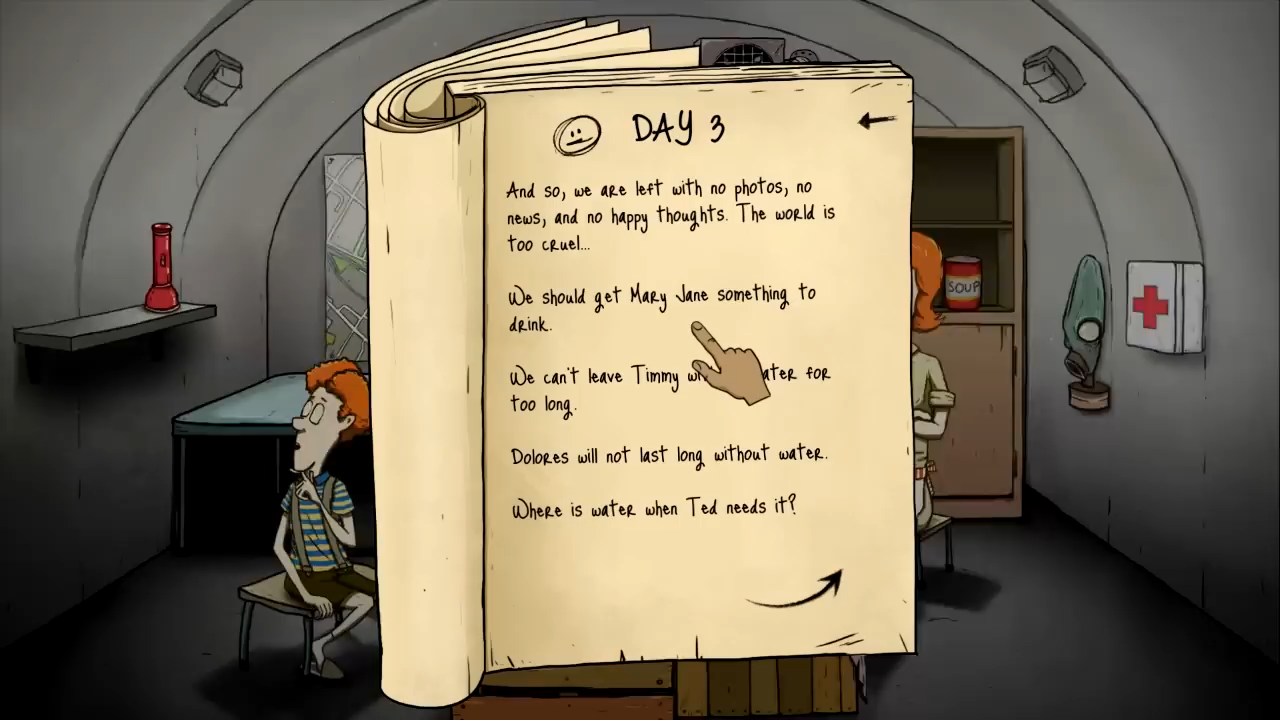 DAY 3
And so, we are left with no photos, no
news, and no happy thoughts. The world is
too cruel...
We should get Mary Jane something to
drink.
We can't leave Timmy for
too long.
Dolores will not last long without water.
Where is water when Ted needs it?
SOUP